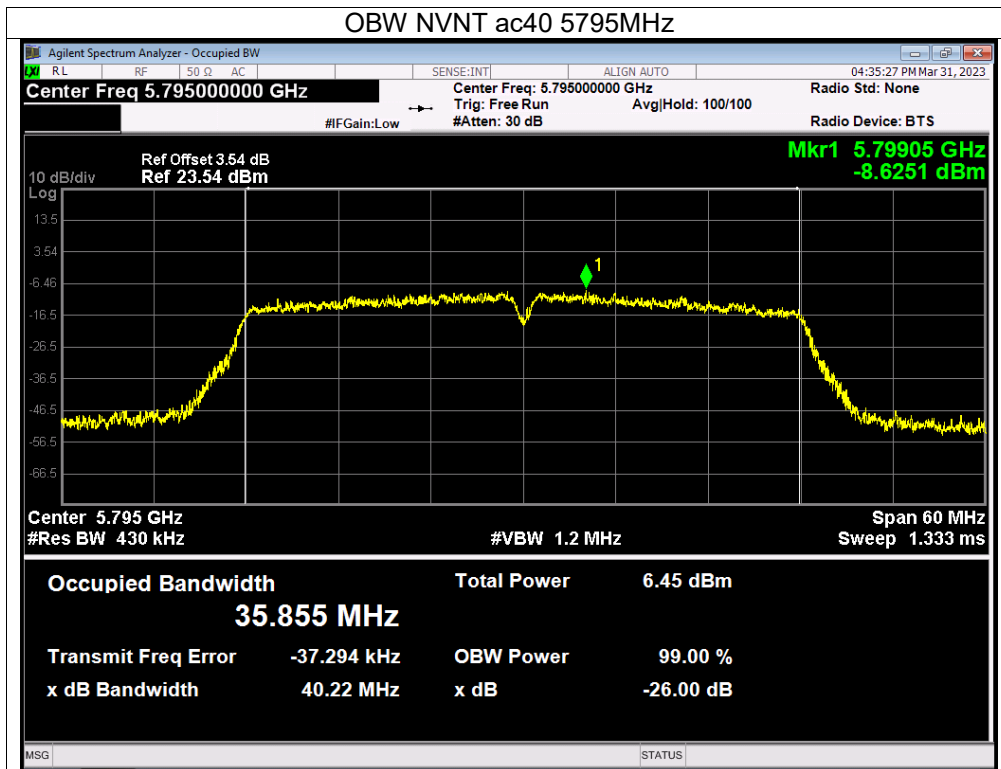 OBW NVNT ac40 5795MHz
Agilent Spectrum Analyzer - Occupied BW
LXI RL RF 50 Ω AC SENSE:INT ALIGN AUTO 04:35:27 PM Mar 31, 2023
Center Freq 5.795000000 GHz Center Freq: 5.795000000 GHz Radio Std: None
Trig: Free Run Avg|Hold: 100/100
#IFGain:Low #Atten: 30 dB Radio Device: BTS
Mkr1 5.79905 GHz
-8.6251 dBm
Ref Offset 3.54 dB
10 dB/div Ref 23.54 dBm
Log
13.5
3.54
1
-6.46
-16.5
-26.5
-36.5
-46.5
-56.5
-66.5
Center 5.795 GHz Span 60 MHz
#Res BW 430 kHz #VBW 1.2 MHz Sweep 1.333 ms
Occupied Bandwidth Total Power 6.45 dBm
35.855 MHz
Transmit Freq Error -37.294 kHz OBW Power 99.00 %
x dB Bandwidth 40.22 MHz x dB -26.00 dB
MSG STATUS